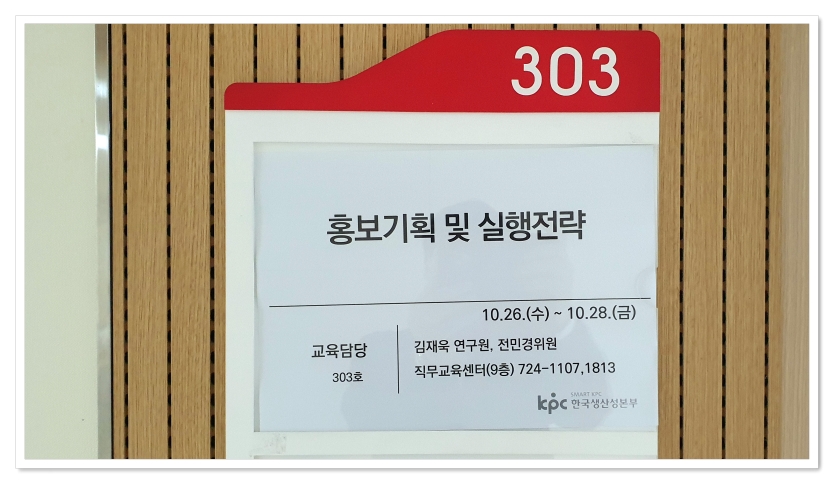 303
홍보기획 및 실행전략
10.26.(수) ~ 10.28.(금)
교육담당
303호
김재욱 연구원, 전민경위원
직무교육센터(9층) 724-1107,1813
SMART KPC
kpc 한국생산성본부